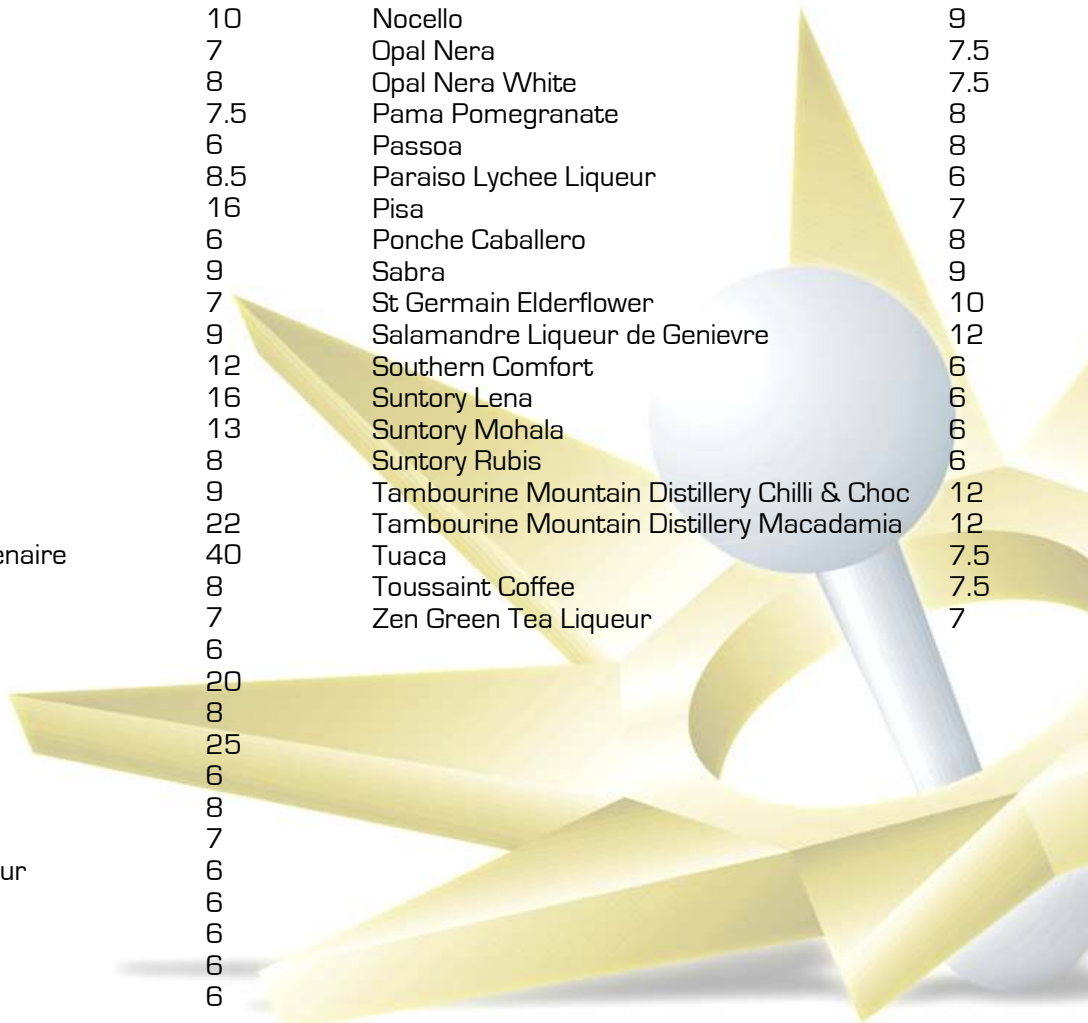 10
7
8
7.5
6
8.5
16
6
9
7
9
12
16
13
8
9
22
enaire 40
8
7
6
20
8
25
6
8
7
ur 6
6
6
6
6
Nocello 9
Opal Nera 7.5
Opal Nera White 7.5
Pama Pomegranate 8
Passoa 8
Paraiso Lychee Liqueur 6
Pisa 7
Ponche Caballero 8
Sabra 9
St Germain Elderflower 10
Salamandre Liqueur de Genievre 12
Southern Comfort 6
Suntory Lena 6
Suntory Mohala 6
Suntory Rubis 6
Tambourine Mountain Distillery Chilli & Choc 12
Tambourine Mountain Distillery Macadamia 12
Tuaca 7.5
Toussaint Coffee 7.5
Zen Green Tea Liqueur 7